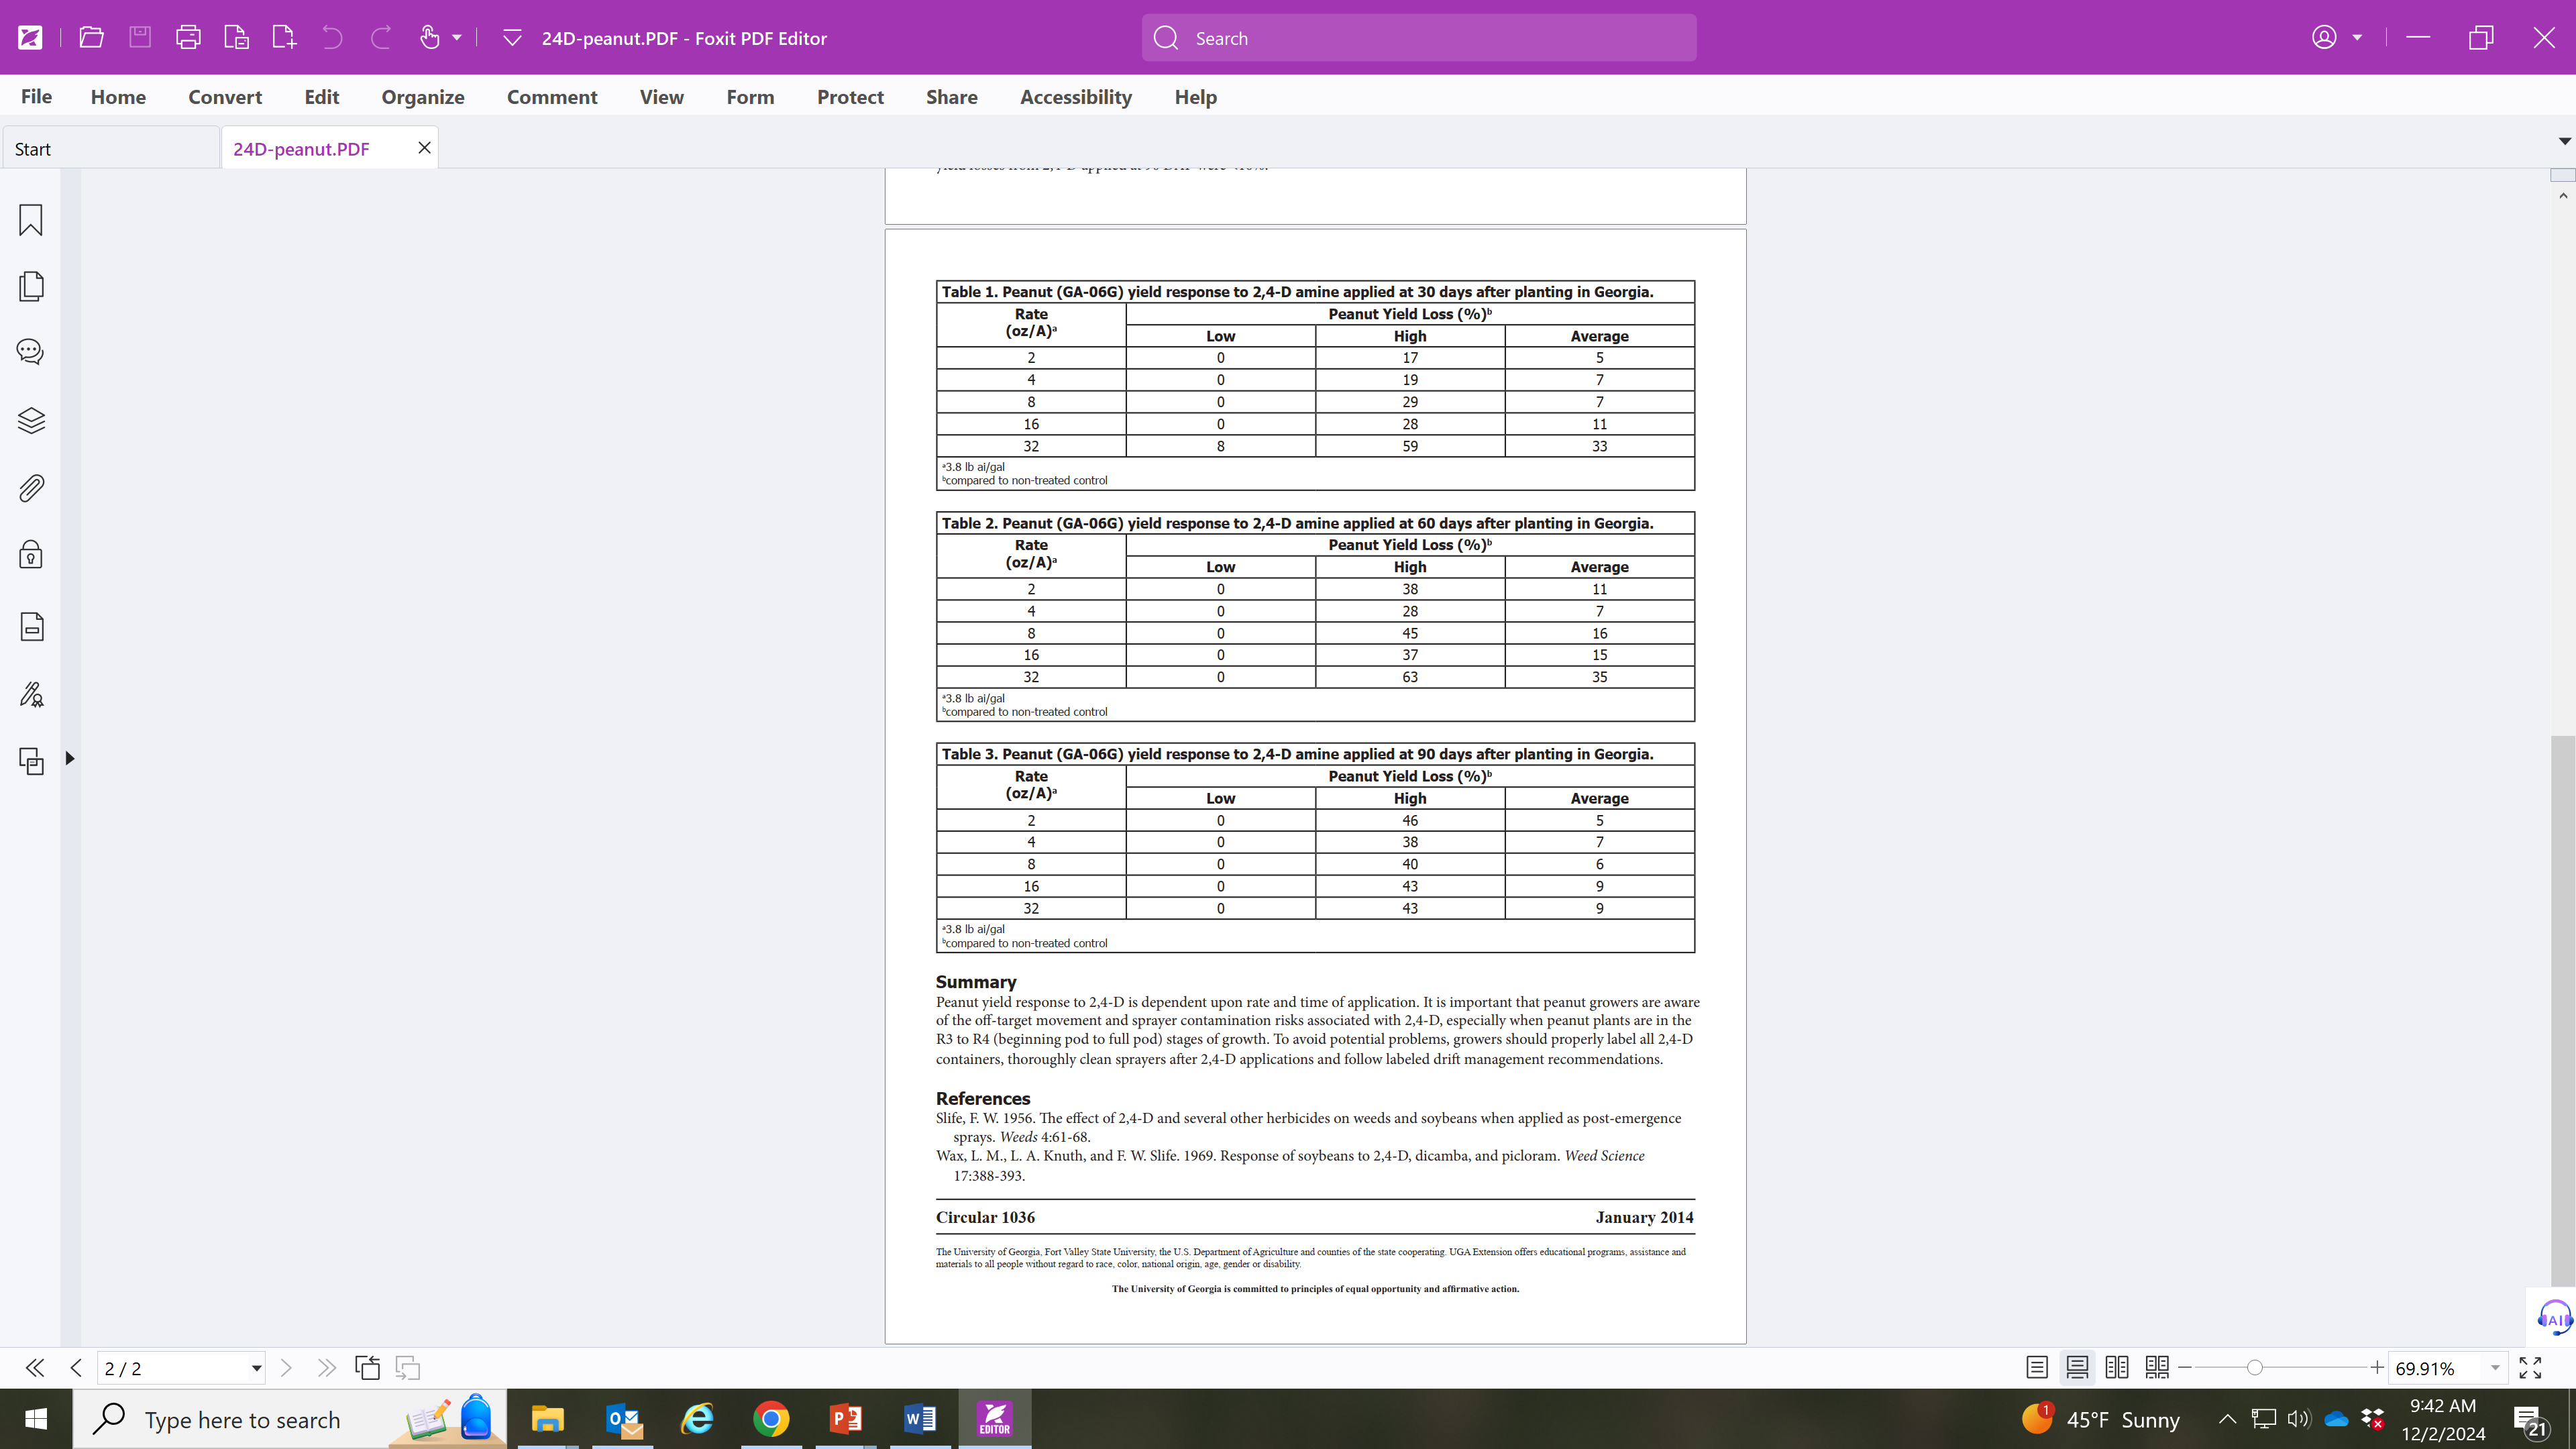 24D-peanut.PDF - Foxit PDF Editor
Search
File Home Convert Edit Organize Comment View Form Protect Share Accessibility Help
Start
24D-peanut.PDF
Table 1. Peanut (GA-06G) yield response to 2,4-D amine applied at 30 days after planting in Georgia.
Rate (oz/A)a Peanut Yield Loss (%)b
Low High Average
2 0 17 5
4 0 19 7
8 0 29 7
16 0 28 11
32 8 59 33
a3.8 lb ai/gal
bcompared to non-treated control
Table 2. Peanut (GA-06G) yield response to 2,4-D amine applied at 60 days after planting in Georgia.
Rate (oz/A)a Peanut Yield Loss (%)b
Low High Average
2 0 38 11
4 0 28 7
8 0 45 16
16 0 37 15
32 0 63 35
a3.8 lb ai/gal
bcompared to non-treated control
Table 3. Peanut (GA-06G) yield response to 2,4-D amine applied at 90 days after planting in Georgia.
Rate (oz/A)a Peanut Yield Loss (%)b
Low High Average
2 0 46 5
4 0 38 7
8 0 40 6
16 0 43 9
32 0 43 9
a3.8 lb ai/gal
bcompared to non-treated control
Summary
Peanut yield response to 2,4-D is dependent upon rate and time of application. It is important that peanut growers are aware
of the off-target movement and sprayer contamination risks associated with 2,4-D, especially when peanut plants are in the
R3 to R4 (beginning pod to full pod) stages of growth. To avoid potential problems, growers should properly label all 2,4-D
containers, thoroughly clean sprayers after 2,4-D applications and follow labeled drift management recommendations.
References
Slife, F. W. 1956. The effect of 2,4-D and several other herbicides on weeds and soybeans when applied as post-emergence
sprays. Weeds 4:61-68.
Wax, L. M., L. A. Knuth, and F. W. Slife. 1969. Response of soybeans to 2,4-D, dicamba, and picloram. Weed Science
17:388-393.
Circular 1036 January 2014
The University of Georgia, Fort Valley State University, the U.S. Department of Agriculture and counties of the state cooperating. UGA Extension offers educational programs, assistance and
materials to all people without regard to race, color, national origin, age, gender or disability.
The University of Georgia is committed to principles of equal opportunity and affirmative action.
AI
2 / 2
69.91%
Type here to search
EDITOR
1
45°F Sunny
9:42 AM
12/2/2024
21